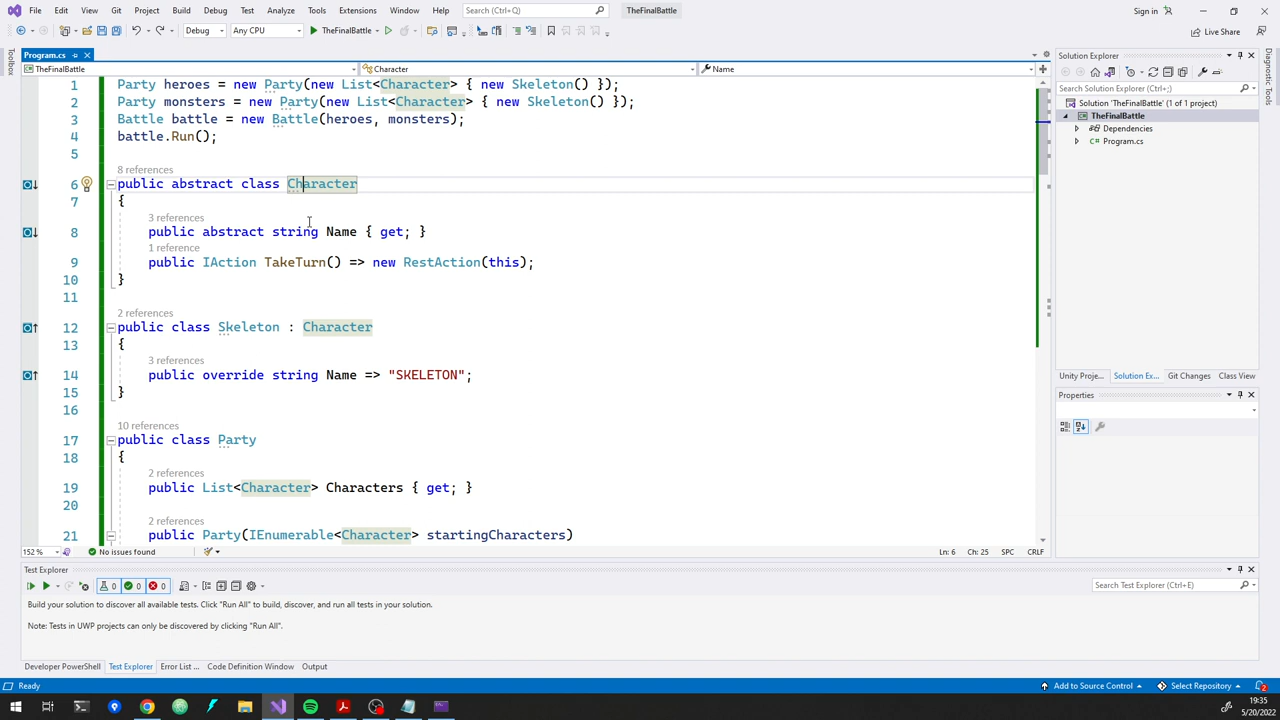 File Edit View Git Project Build Debug Test Analyze Tools Extensions Window Help Search (Ctrl+Q) TheFinalBattle Sign in
Debug Any CPU TheFinalBattle Live Share
Toolbox
Program.cs
TheFinalBattle Character Name
1 Party heroes = new Party(new List<Character> { new Skeleton() });
2 Party monsters = new Party(new List<Character> { new Skeleton() });
3 Battle battle = new Battle(heroes, monsters);
4 battle.Run();
5
8 references
6 public abstract class Character
7 {
3 references
8 public abstract string Name { get; }
1 reference
9 public IAction TakeTurn() => new RestAction(this);
10 }
11
2 references
12 public class Skeleton : Character
13 {
3 references
14 public override string Name => "SKELETON";
15 }
16
10 references
17 public class Party
18 {
2 references
19 public List<Character> Characters { get; }
20
2 references
21 public Party(IEnumerable<Character> startingCharacters)
152 % No issues found Ln: 6 Ch: 25 SPC CRLF
Solution Explorer
Search Solution Explorer (Ctrl+;)
Solution 'TheFinalBattle' (1 of 1 project)
TheFinalBattle
Dependencies
Program.cs
Unity Proje... Solution Ex... Git Changes Class View
Properties
Diagnostic Tools
Test Explorer
0 0 0 Search Test Explorer (Ctrl+E)
Build your solution to discover all available tests. Click "Run All" to build, discover, and run all tests in your solution.
Note: Tests in UWP projects can only be discovered by clicking "Run All".
Developer PowerShell Test Explorer Error List ... Code Definition Window Output
Ready Add to Source Control Select Repository 2
19:35
5/20/2022